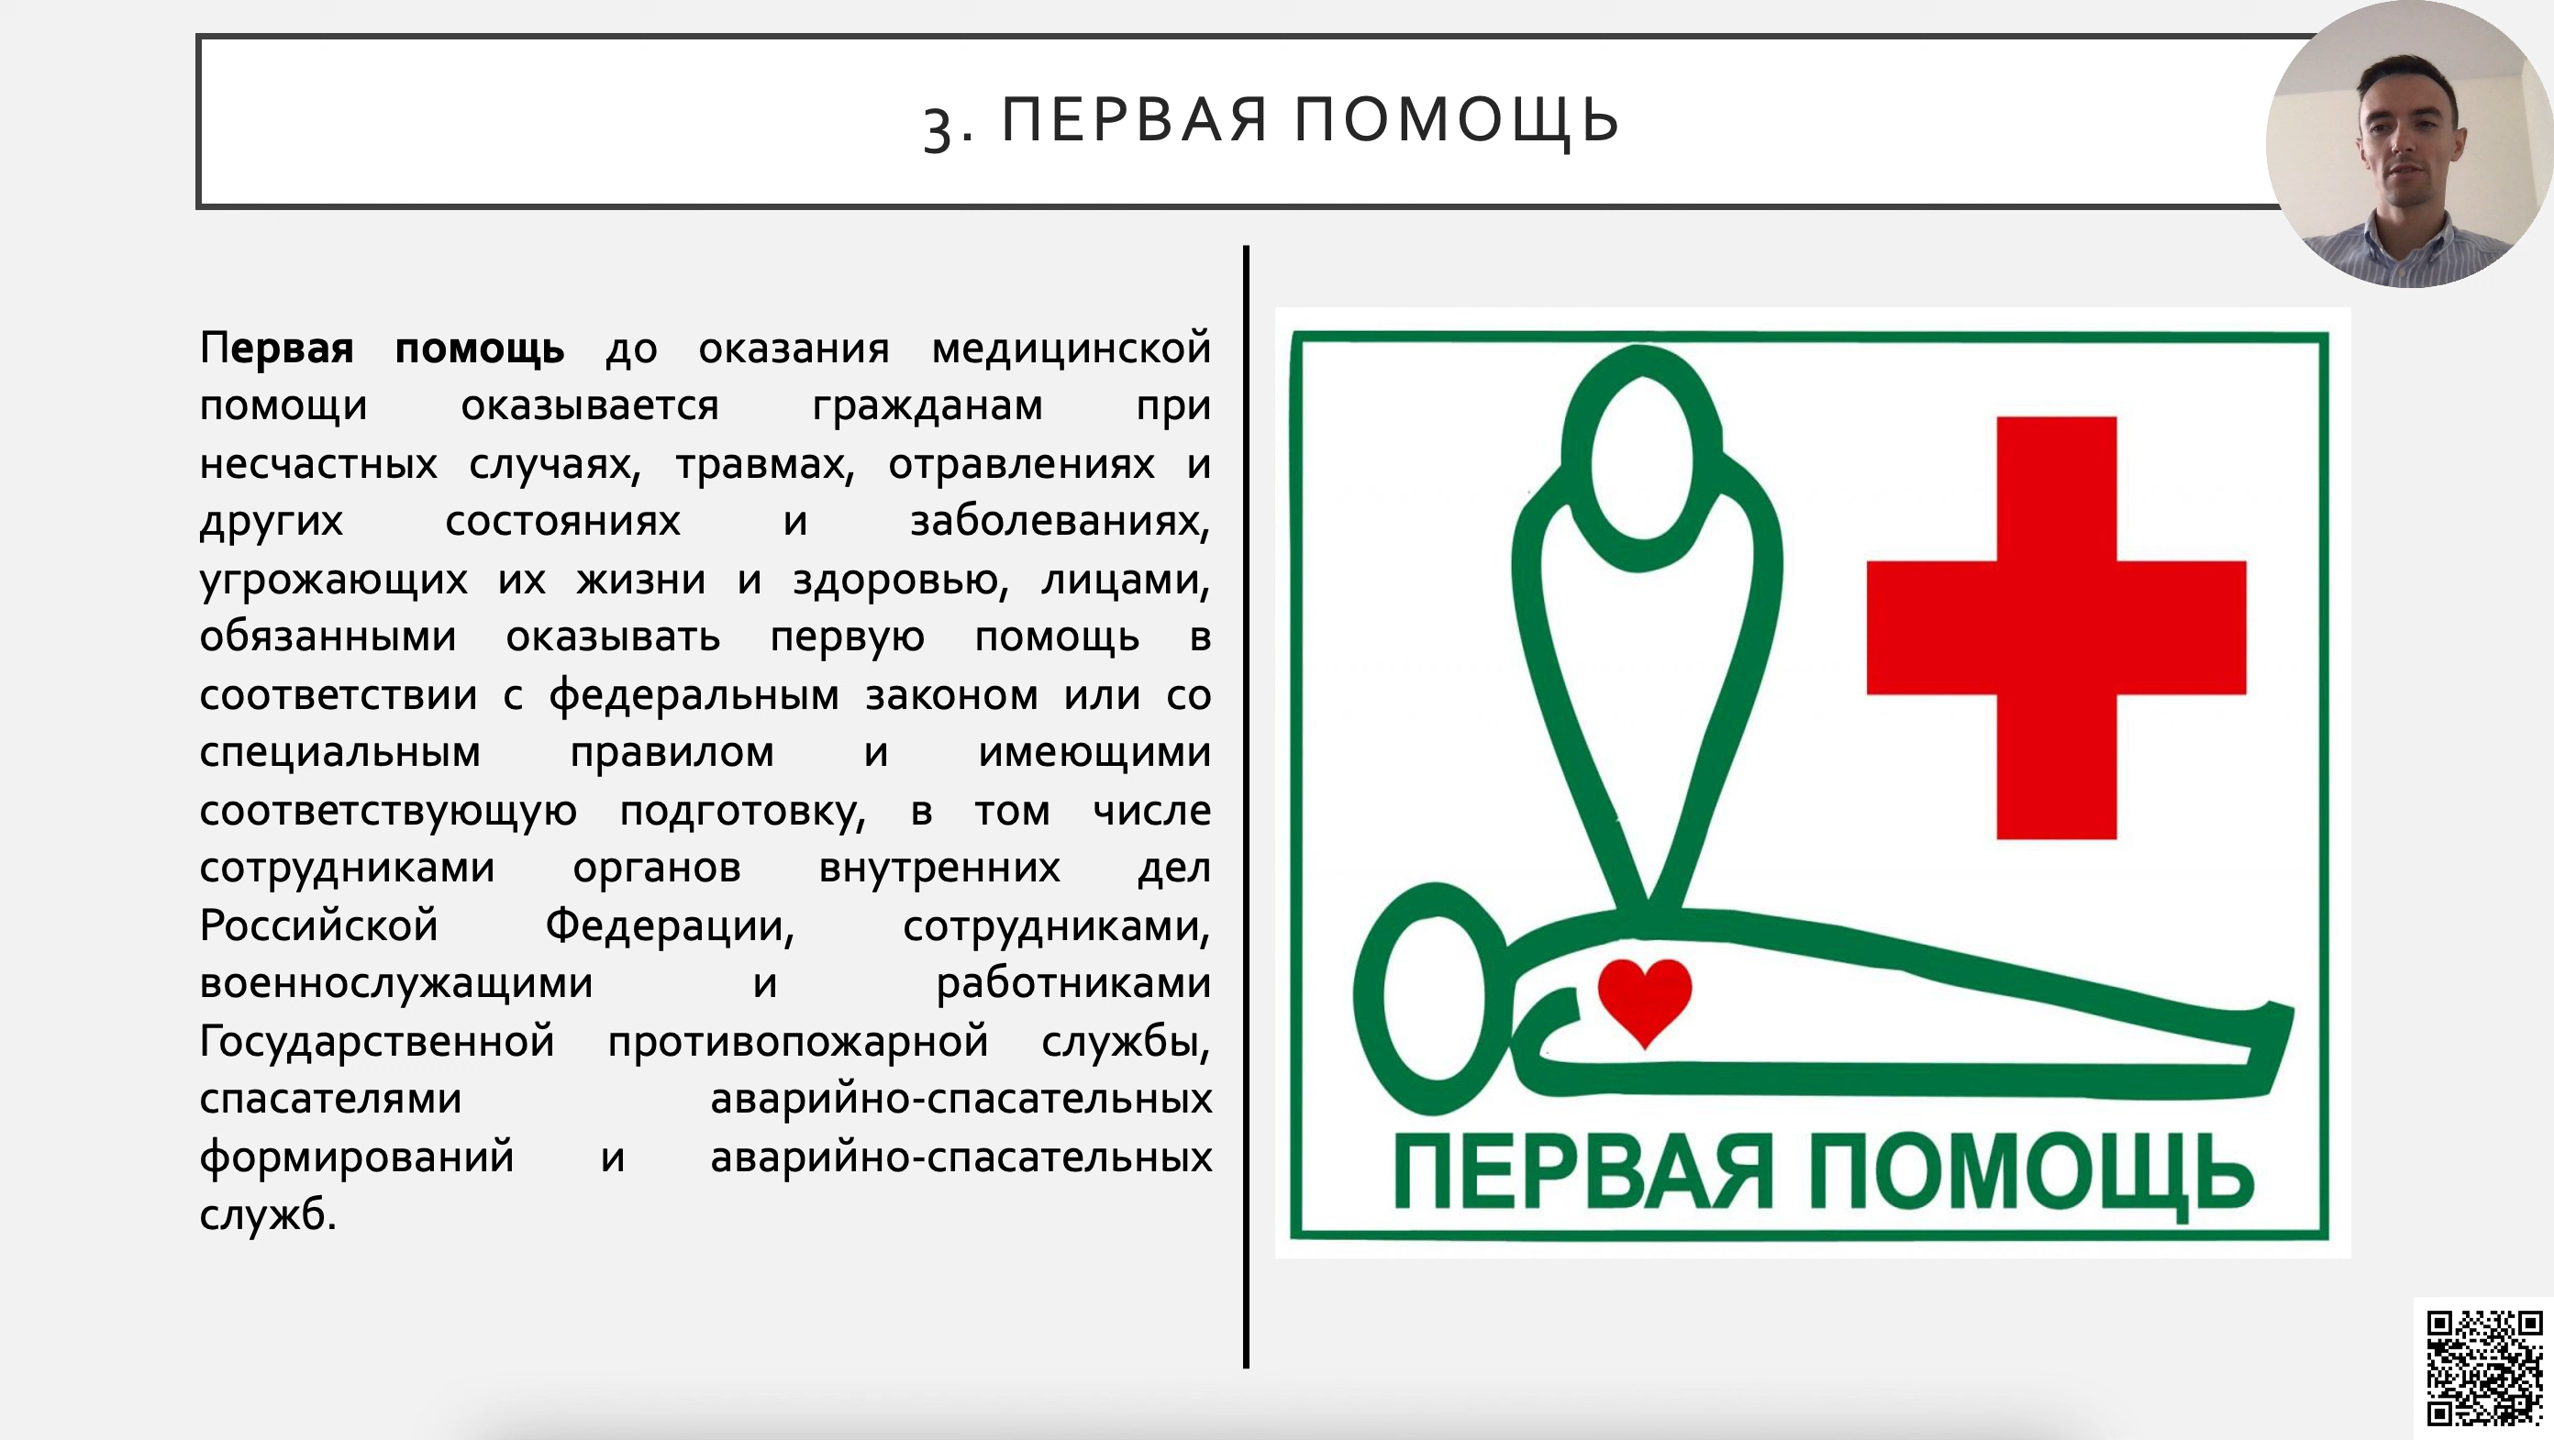 3. ПЕРВАЯ ПОМОЩЬ
Первая помощь до оказания медицинской
помощи оказывается гражданам при
несчастных случаях, травмах, отравлениях и
других состояниях и заболеваниях,
угрожающих их жизни и здоровью, лицами,
обязанными оказывать первую помощь в
соответствии с федеральным законом или со
специальным правилом и имеющими
соответствующую подготовку, в том числе
сотрудниками органов внутренних дел
Российской Федерации, сотрудниками,
военнослужащими и работниками
Государственной противопожарной службы,
спасателями аварийно-спасательных
формирований и аварийно-спасательных
служб.
ПЕРВАЯ ПОМОЩЬ